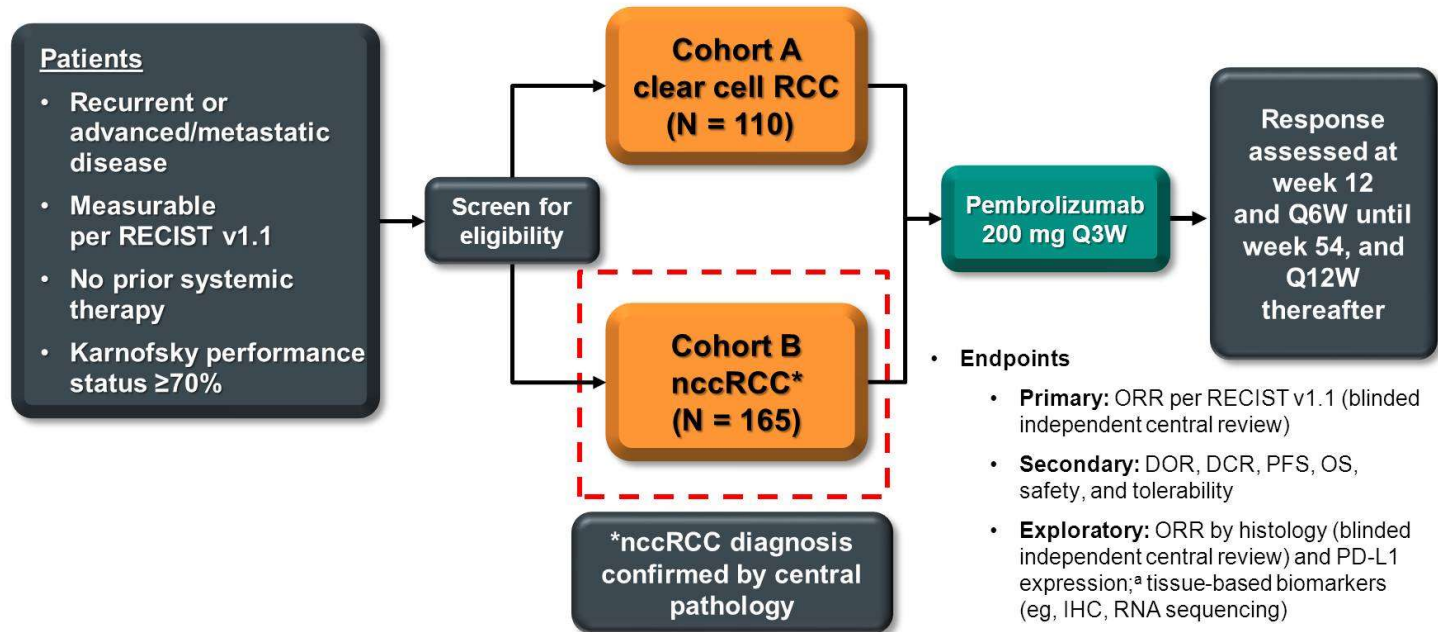 Patients
• Recurrent or
advanced/metastatic
disease
• Measurable
per RECIST v1.1
• No prior systemic
therapy
• Karnofsky performance
status ≥70%
Screen for
eligibility
Cohort A
clear cell RCC
(N = 110)
Cohort B
nccRCC*
(N = 165)
*nccRCC diagnosis
confirmed by central
pathology
Pembrolizumab
200 mg Q3W
Response
assessed at
week 12
and Q6W until
week 54, and
Q12W
thereafter
• Endpoints
• Primary: ORR per RECIST v1.1 (blinded
independent central review)
• Secondary: DOR, DCR, PFS, OS,
safety, and tolerability
• Exploratory: ORR by histology (blinded
independent central review) and PD-L1
expression;ᵃ tissue-based biomarkers
(eg, IHC, RNA sequencing)